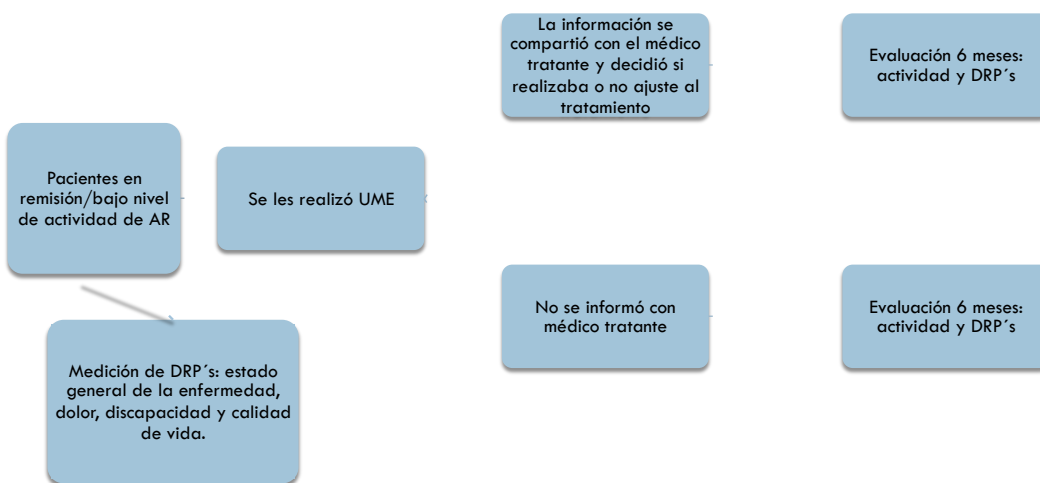 Pacientes en
remisión/bajo nivel
de actividad de AR
Medición de DRP´s: estado
general de la enfermedad,
dolor, discapacidad y calidad
de vida.
Se les realizó UME
La información se
compartió con el médico
tratante y decidió si
realizaba o no ajuste al
tratamiento
Evaluación 6 meses:
actividad y DRP´s
No se informó con
médico tratante
Evaluación 6 meses:
actividad y DRP´s